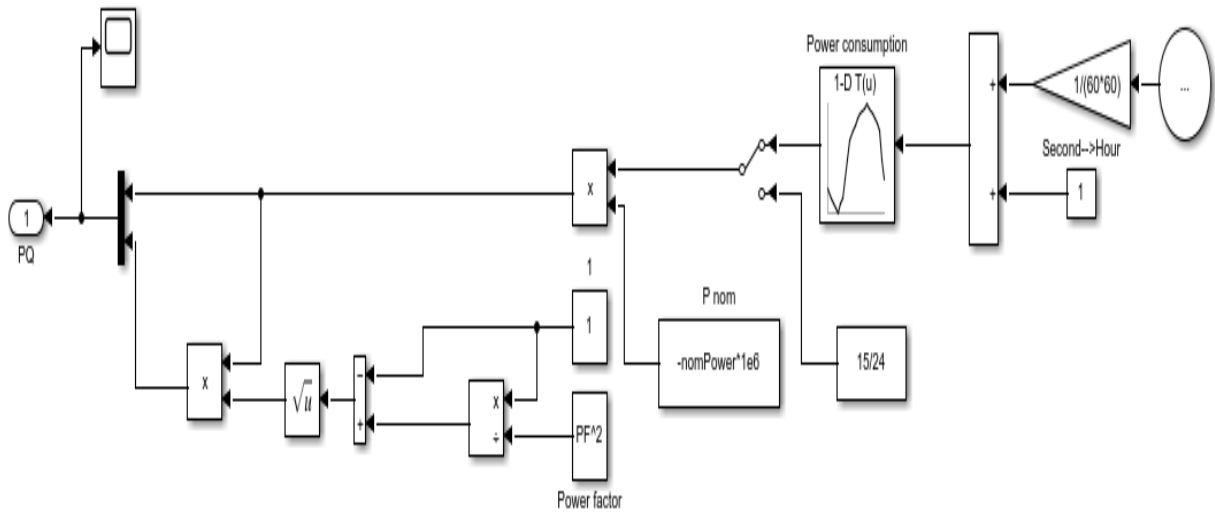 Power consumption
1-D T(u)
+
1/(60*60)
...
Second-->Hour
+
1
x
1
PQ
1
1
P nom
-nomPower*1e6
15/24
x
√u
−
+
x
÷
PF^2
Power factor